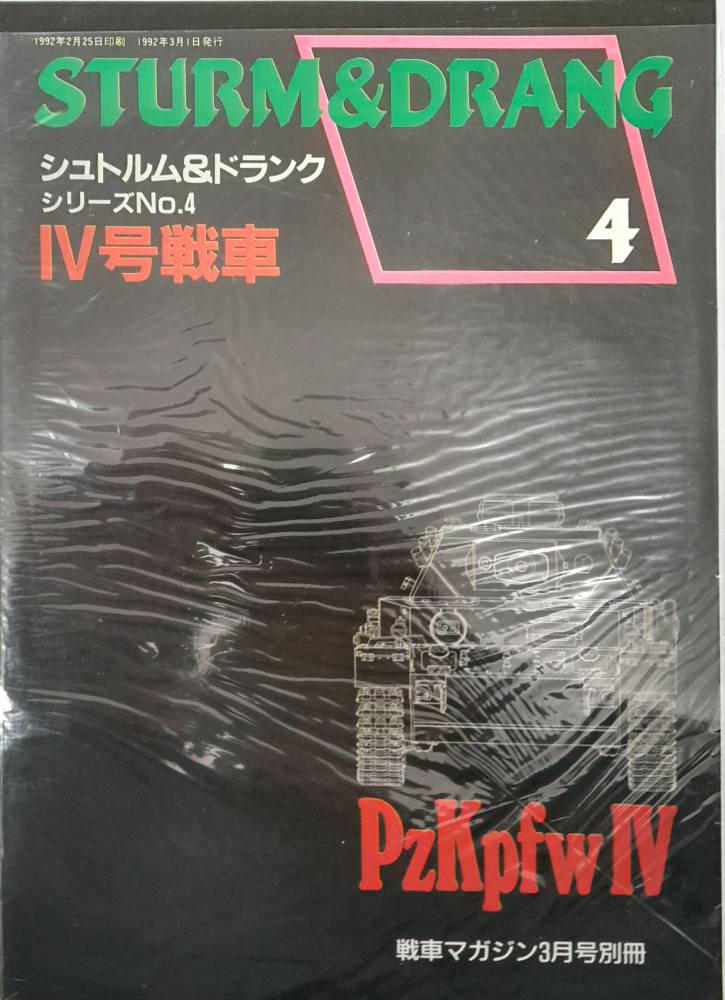 1992年2月25日印刷 1992年3月1日発行
STURM&DRANG
シュトルム&ドランク
シリーズNo.4
IV号戦車
4
PzKpfw IV
戦車マガジン3月号別冊